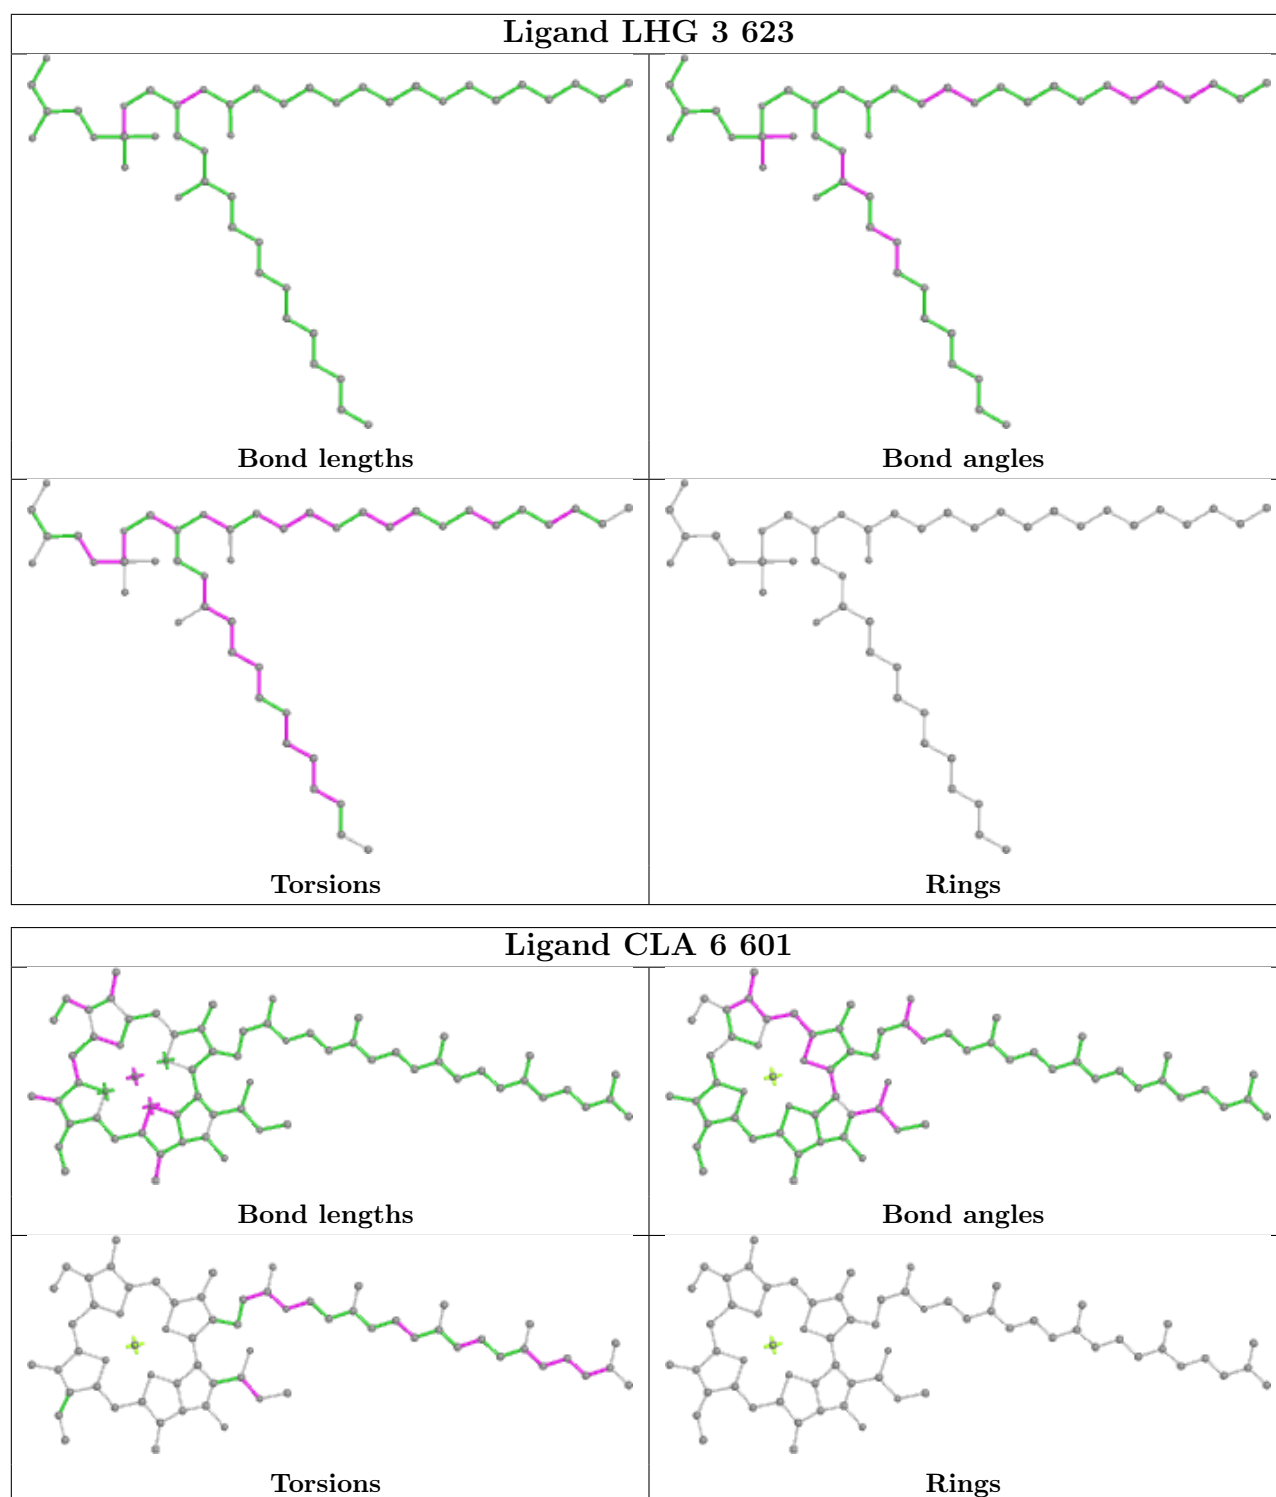 Ligand LHG 3 623
Bond lengths
Bond angles
Torsions
Rings
Ligand CLA 6 601
Bond lengths
Bond angles
Torsions
Rings